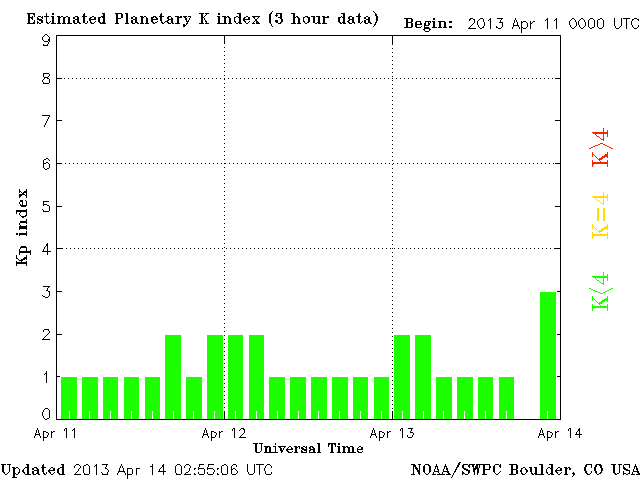 Estimated Planetary K index (3 hour data) Begin: 2013 Apr 11 0000 UTC
9
8
7
6
5
4
3
2
1
0
Kp index
K>4
K=4
K<4
Apr 11 Apr 12 Apr 13 Apr 14
Universal Time
Updated 2013 Apr 14 02:55:06 UTC NOAA/SWPC Boulder, CO USA